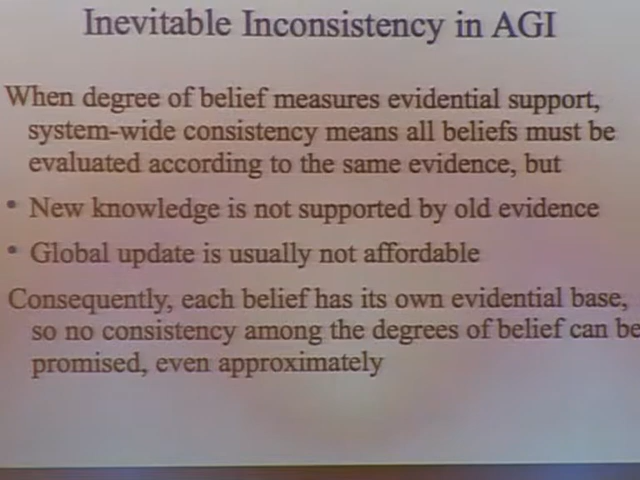 Inevitable Inconsistency in AGI
When degree of belief measures evidential support,
system-wide consistency means all beliefs must be
evaluated according to the same evidence, but
• New knowledge is not supported by old evidence
• Global update is usually not affordable
Consequently, each belief has its own evidential base,
so no consistency among the degrees of belief can be
promised, even approximately